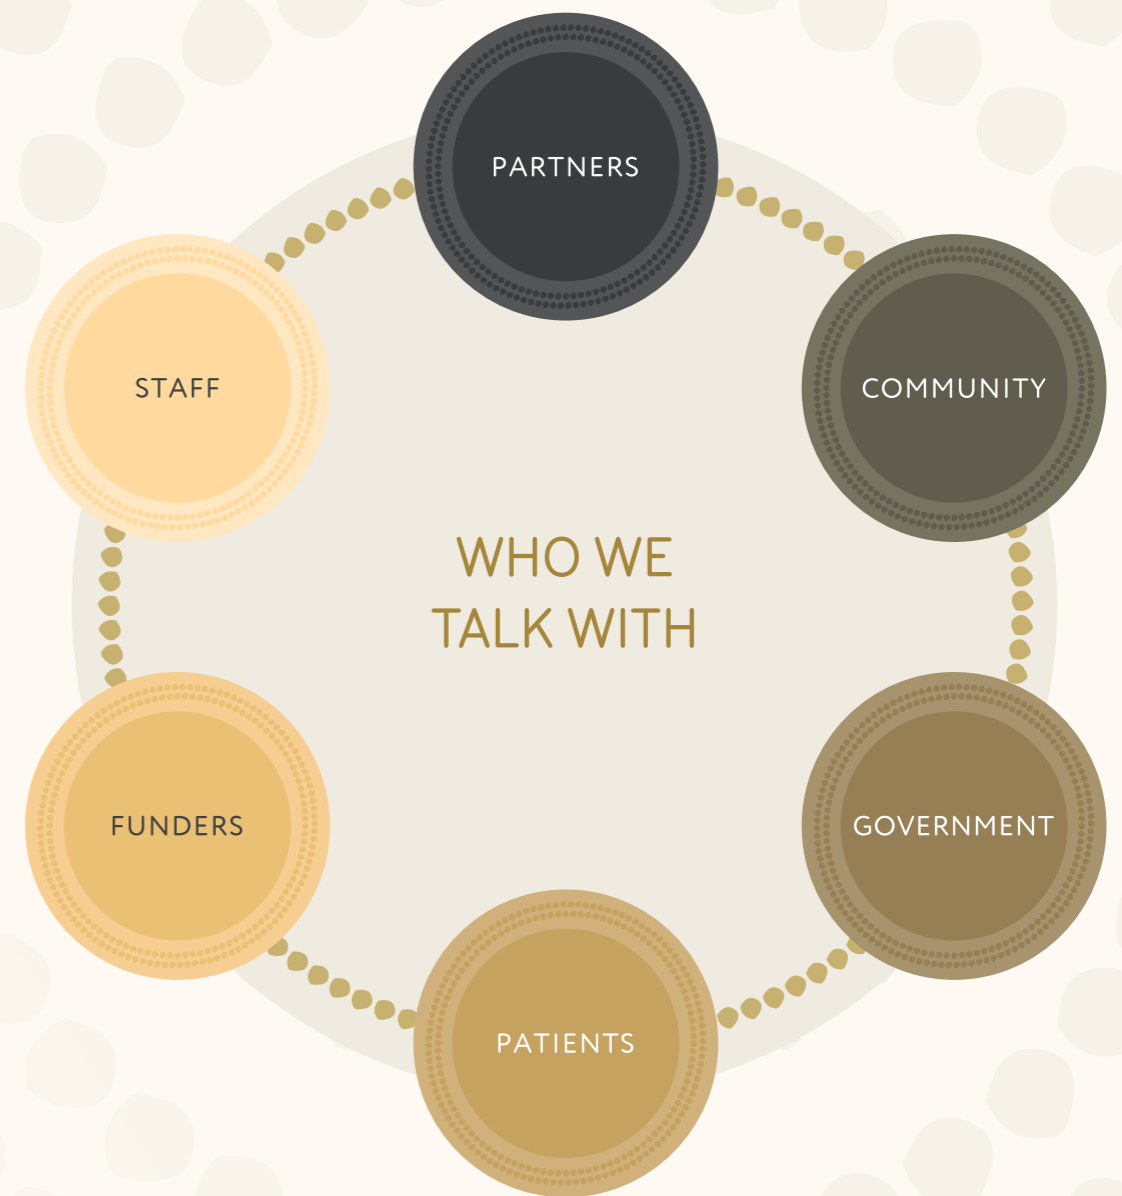 PARTNERS
STAFF
COMMUNITY
WHO WE
TALK WITH
FUNDERS
GOVERNMENT
PATIENTS